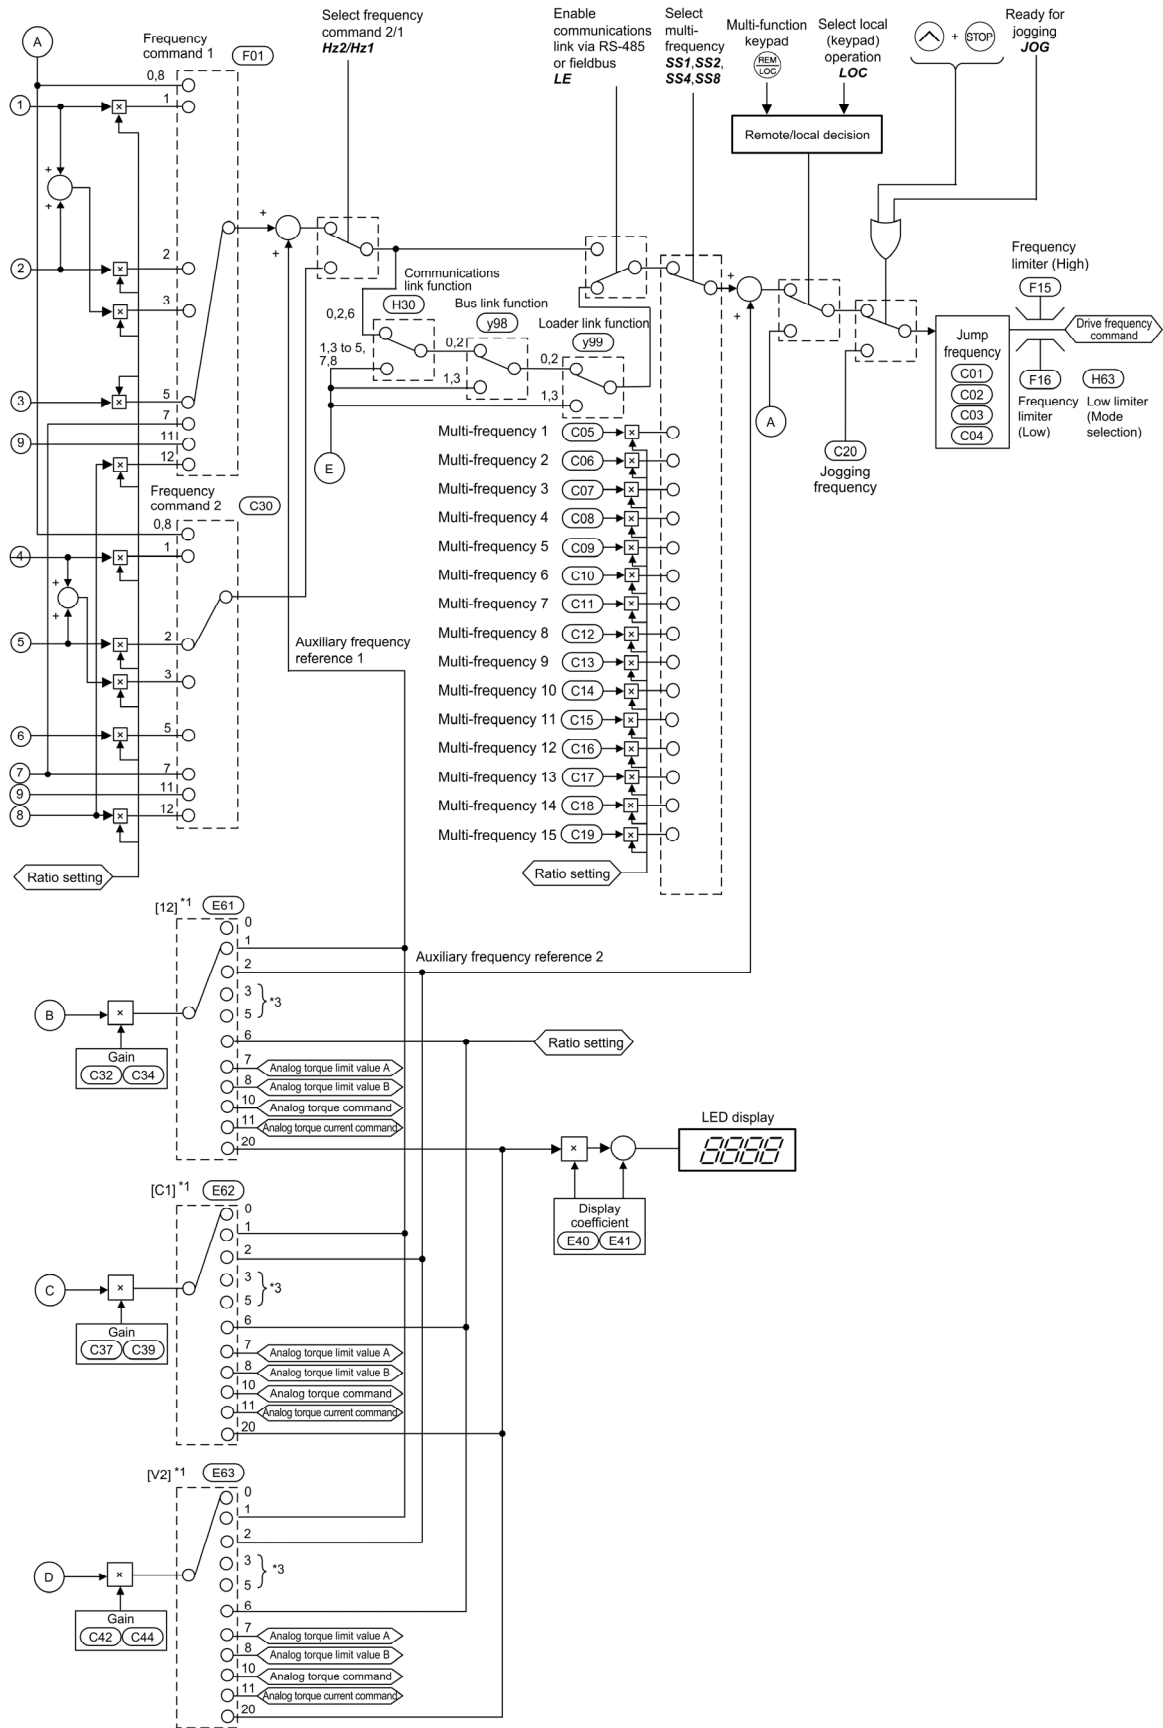 Select frequency
command 2/1
Hz2/Hz1
Enable
communications
link via RS-485
or fieldbus
LE
Select
multi-
frequency
SS1,SS2,
SS4,SS8
Multi-function
keypad
REM
LOC
Select local
(keypad)
operation
LOC
+
STOP
Ready for
jogging
JOG
A
Frequency
command 1
F01
0,8
1
1
×
+
+
2
2
×
3
×
3
5
×
7
9
11
12
×
+
+
Remote/local decision
Communications
link function
H30
0,2,6
1,3 to 5,
7,8
Bus link function
y98
0,2
1,3
Loader link function
y99
0,2
1,3
E
+
+
A
C20
Jogging
frequency
Jump
frequency
C01
C02
C03
C04
Frequency
limiter (High)
F15
Drive frequency
command
F16
Frequency
limiter
(Low)
H63
Low limiter
(Mode
selection)
Frequency
command 2
C30
0,8
4
1
×
+
+
5
2
×
3
×
6
5
×
7
7
9
11
8
12
×
Ratio setting
Auxiliary frequency
reference 1
Multi-frequency 1 C05 ×
Multi-frequency 2 C06 ×
Multi-frequency 3 C07 ×
Multi-frequency 4 C08 ×
Multi-frequency 5 C09 ×
Multi-frequency 6 C10 ×
Multi-frequency 7 C11 ×
Multi-frequency 8 C12 ×
Multi-frequency 9 C13 ×
Multi-frequency 10 C14 ×
Multi-frequency 11 C15 ×
Multi-frequency 12 C16 ×
Multi-frequency 13 C17 ×
Multi-frequency 14 C18 ×
Multi-frequency 15 C19 ×
Ratio setting
[12] *1 E61
0
1
2
Auxiliary frequency reference 2
3
5
*3
B
×
Gain
C32 C34
6
Ratio setting
7 Analog torque limit value A
8 Analog torque limit value B
10 Analog torque command
11 Analog torque current command
20
×
LED display
8888
Display
coefficient
E40 E41
[C1] *1 E62
0
1
2
3
5
*3
C
×
Gain
C37 C39
6
7 Analog torque limit value A
8 Analog torque limit value B
10 Analog torque command
11 Analog torque current command
20
[V2] *1 E63
0
1
2
3
5
*3
D
×
Gain
C42 C44
6
7 Analog torque limit value A
8 Analog torque limit value B
10 Analog torque command
11 Analog torque current command
20